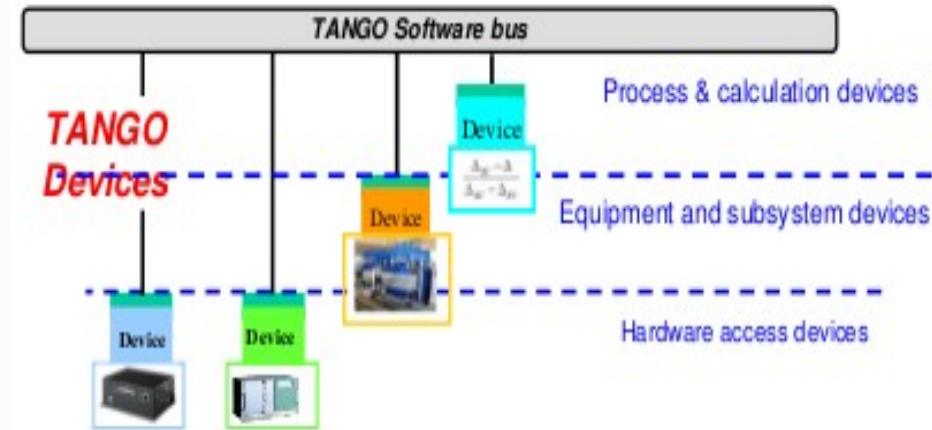 TANGO Software bus
Process & calculation devices
TANGO
Devices
Device
Equipment and subsystem devices
Device
Hardware access devices
Device
Device